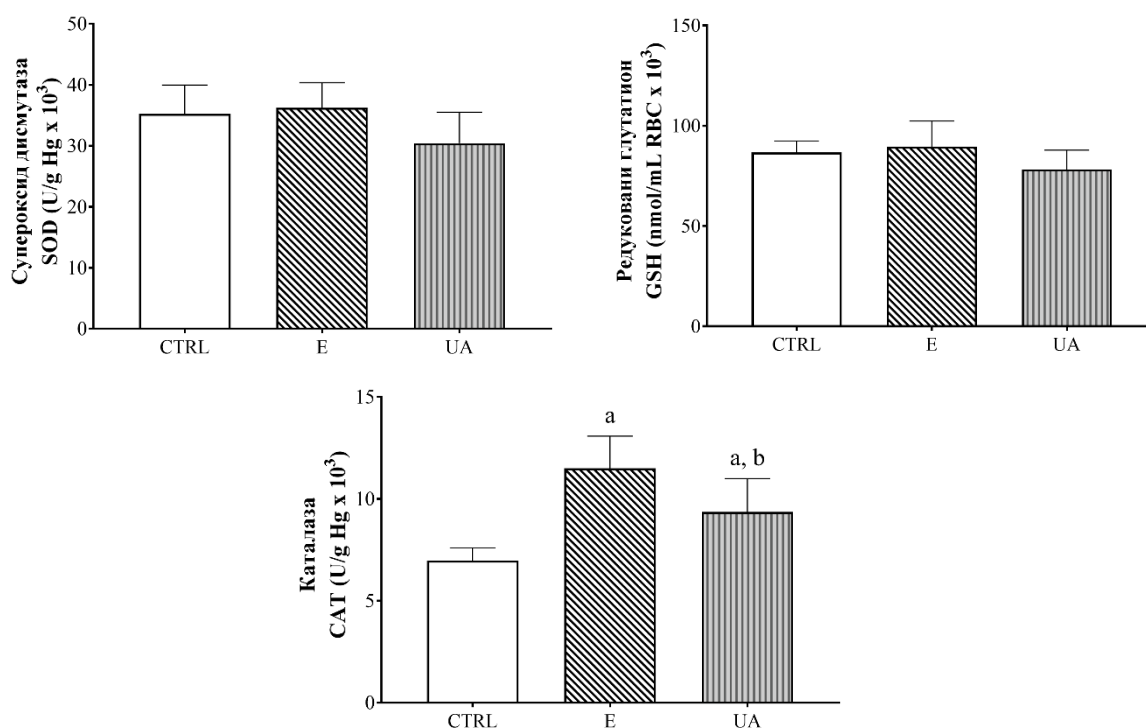 Супероксид дисмутаза
SOD (U/g Hg x 10³)
50
40
30
20
10
0
CTRL E UA
Редуковани глутатион
GSH (nmol/mL RBC x 10³)
150
100
50
0
CTRL E UA
Каталаза
CAT (U/g Hg x 10³)
15
10
5
0
a
a, b
CTRL E UA